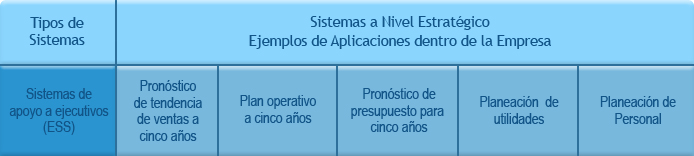 Tipos de
Sistemas
Sistemas a Nivel Estratégico
Ejemplos de Aplicaciones dentro de la Empresa
Sistemas de
apoyo a ejecutivos
(ESS)
Pronóstico
de tendencia
de ventas a
cinco años
Plan operativo
a cinco años
Pronóstico de
presupuesto para
cinco años
Planeación de
utilidades
Planeación de
Personal